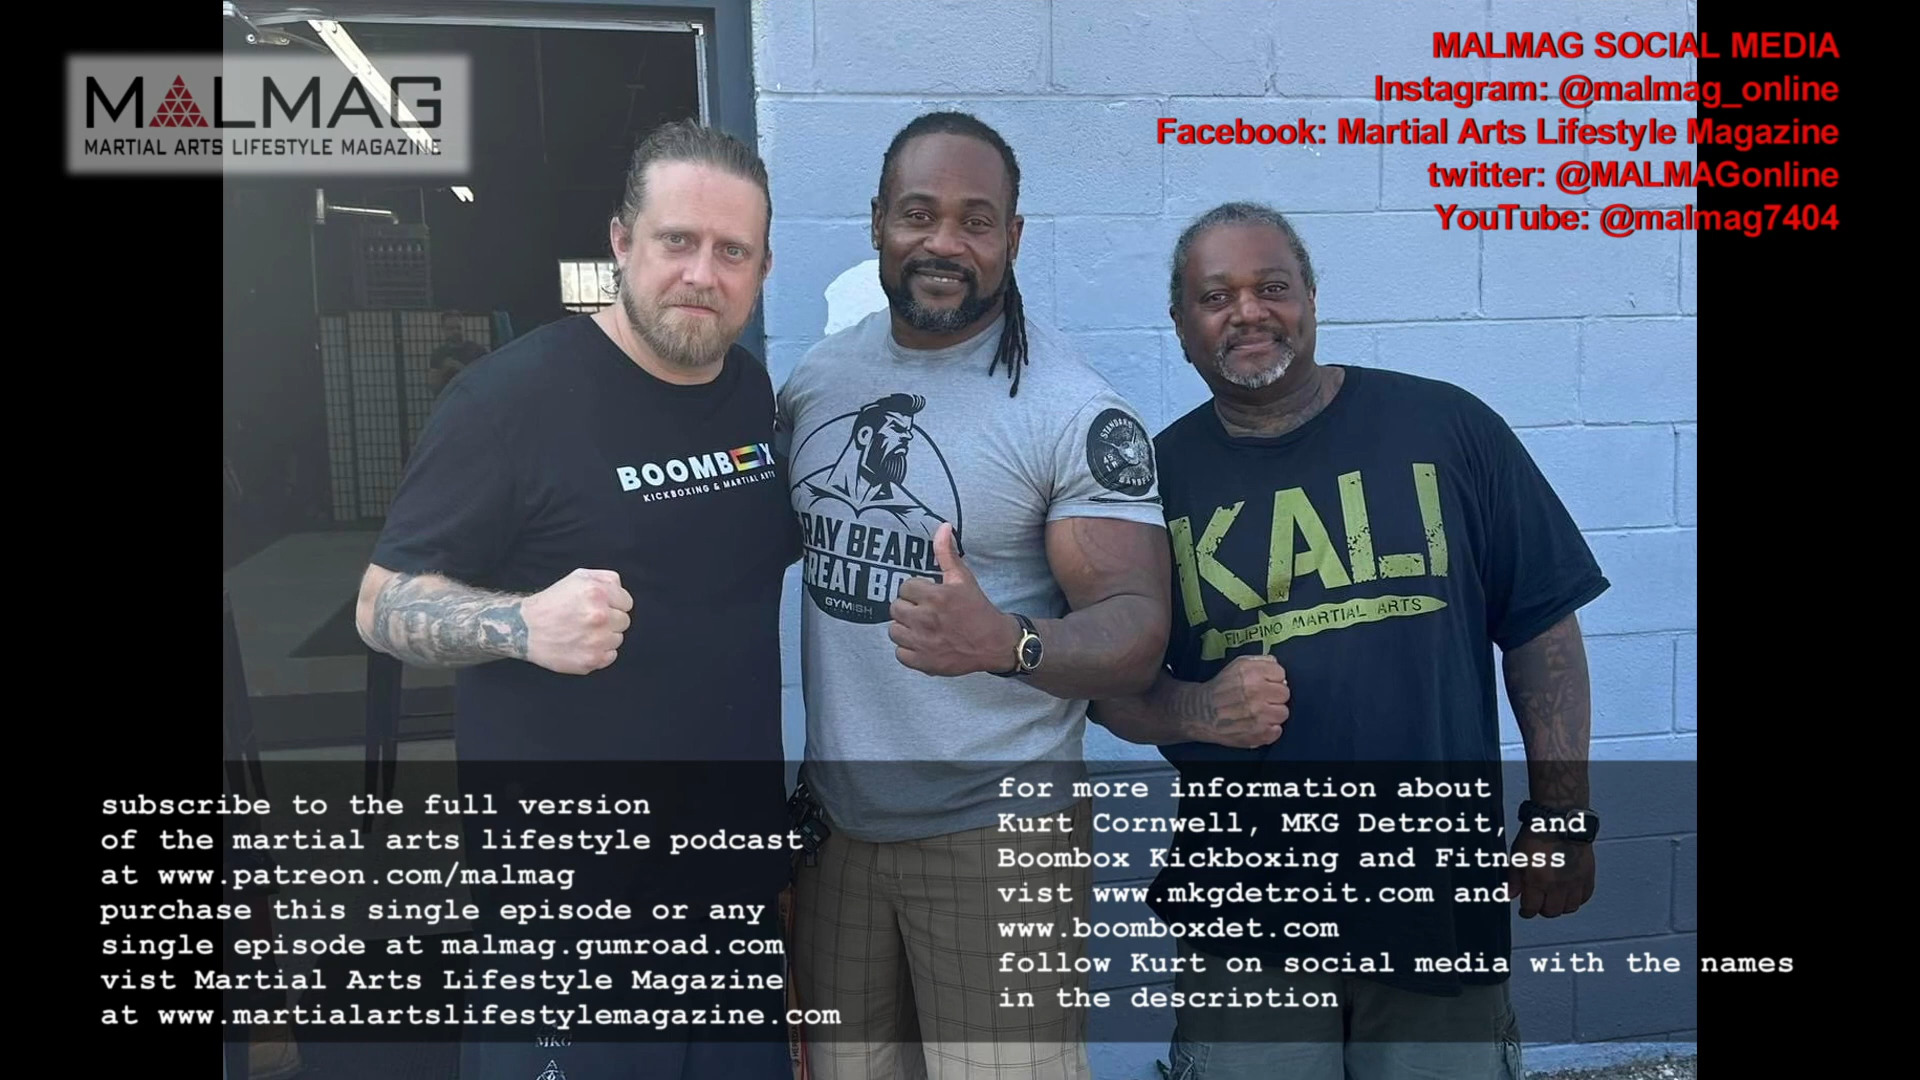 MALMAG
MARTIAL ARTS LIFESTYLE MAGAZINE
MALMAG SOCIAL MEDIA
Instagram: @malmag_online
Facebook: Martial Arts Lifestyle Magazine
twitter: @MALMAGonline
YouTube: @malmag7404
BOOMBOX
KICKBOXING & MARTIAL ARTS
RAY BEARD
REAT BO
GYMISH
STANDARD
45
BARBELL
KALI
FILIPINO MARTIAL ARTS
subscribe to the full version
of the martial arts lifestyle podcast
at www.patreon.com/malmag
purchase this single episode or any
single episode at malmag.gumroad.com
vist Martial Arts Lifestyle Magazine
at www.martialartslifestylemagazine.com
for more information about
Kurt Cornwell, MKG Detroit, and
Boombox Kickboxing and Fitness
vist www.mkgdetroit.com and
www.boomboxdet.com
follow Kurt on social media with the names
in the description
MKG